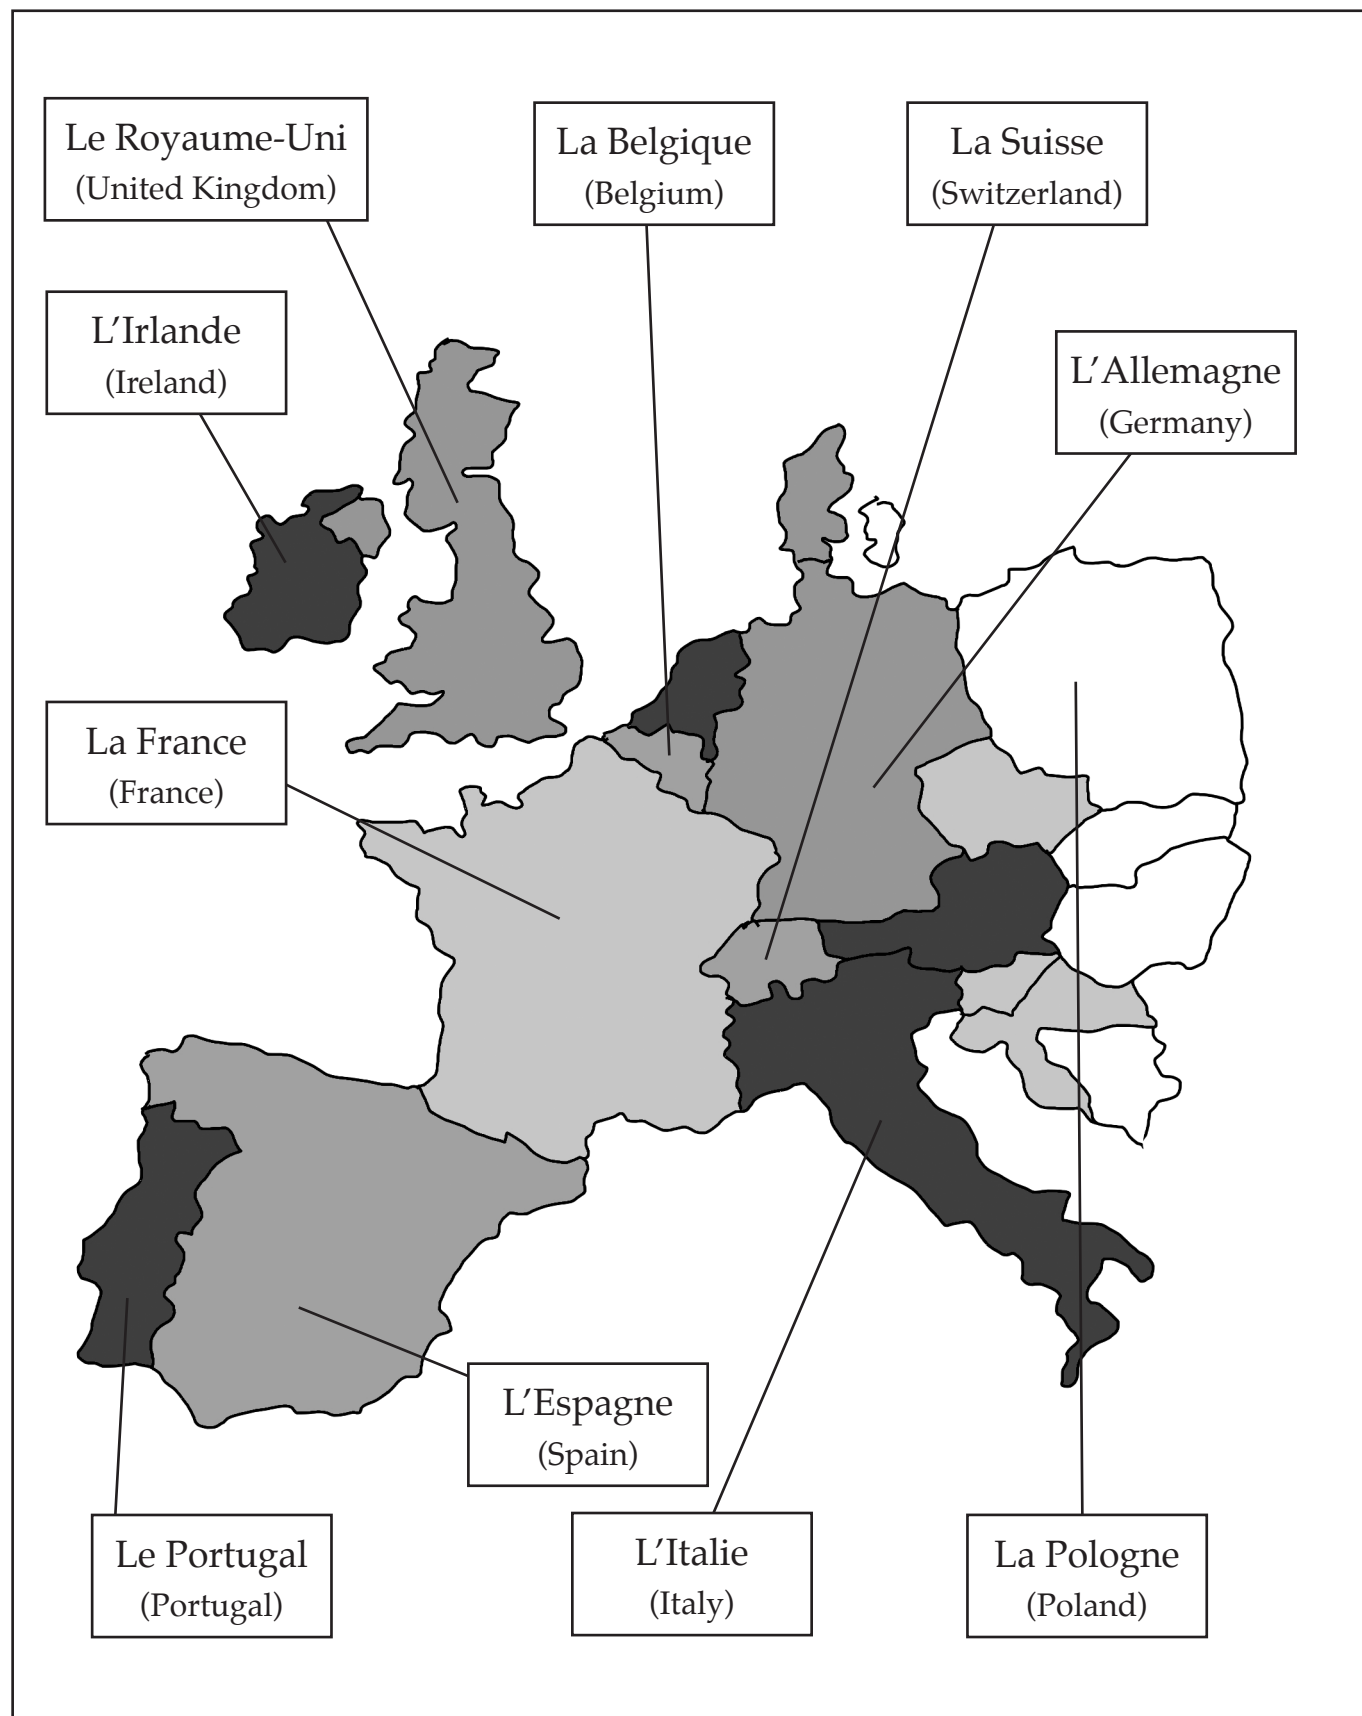 Le Royaume-Uni
(United Kingdom)
La Belgique
(Belgium)
La Suisse
(Switzerland)
L’Irlande
(Ireland)
L’Allemagne
(Germany)
La France
(France)
L’Espagne
(Spain)
Le Portugal
(Portugal)
L’Italie
(Italy)
La Pologne
(Poland)